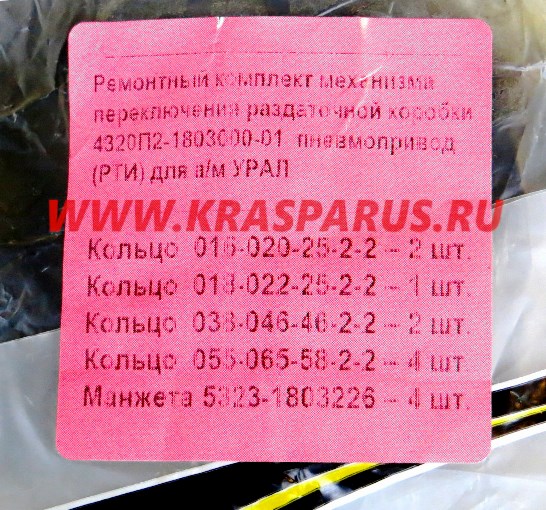 Ремонтный комплект механизма
переключения раздаточной коробки
4320П2-1803000-01 пневмопривод
(РТИ) для а/м УРАЛ
WWW.KRASPARUS.RU
Кольцо 016-020-25-2-2 – 2 шт.
Кольцо 018-022-25-2-2 – 1 шт.
Кольцо 038-046-46-2-2 – 2 шт.
Кольцо 055-065-58-2-2 – 4 шт.
Манжета 5323-1803226 – 4 шт.